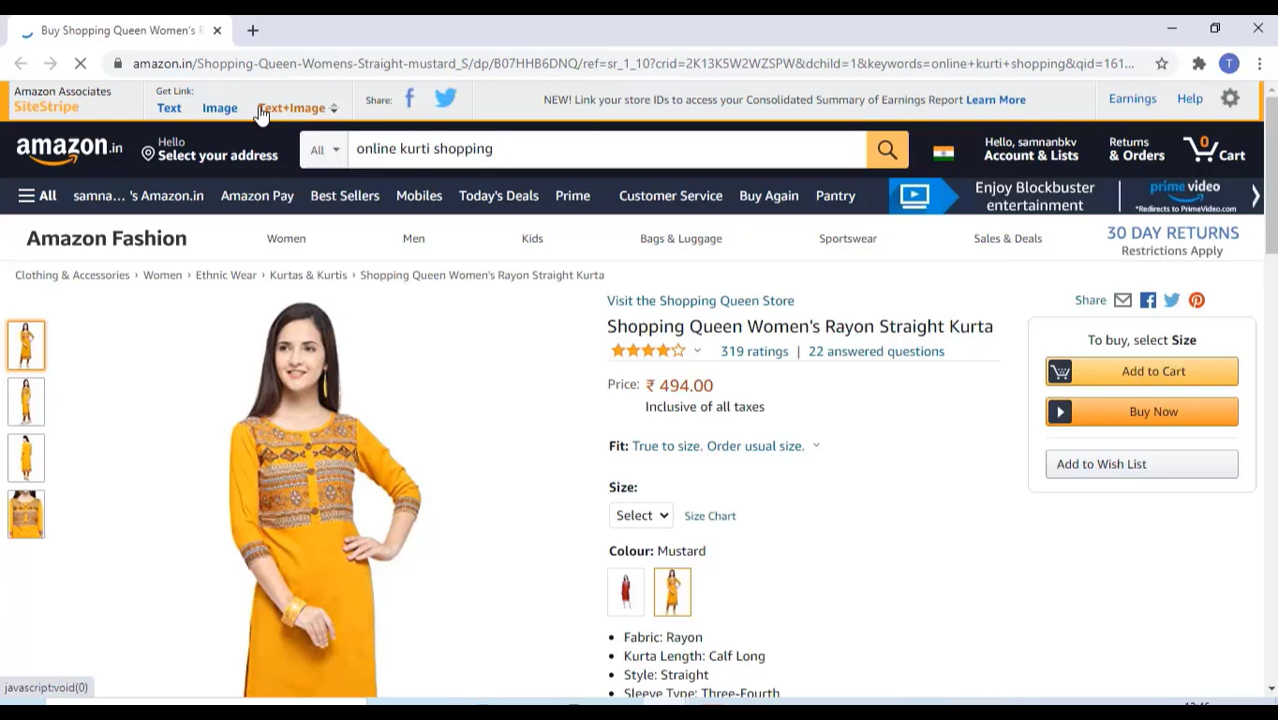 Buy Shopping Queen Women's R
amazon.in/Shopping-Queen-Womens-Straight-mustard_S/dp/B07HHB6DNQ/ref=sr_1_10?crid=2K13K5W2WZSPW&dchild=1&keywords=online+kurti+shopping&qid=161...
T
Amazon Associates
SiteStripe
Get Link:
Text Image Text+Image
Share:
NEW! Link your store IDs to access your Consolidated Summary of Earnings Report Learn More
Earnings Help
amazon.in
Hello
Select your address
All
online kurti shopping
Hello, samnanbkv
Account & Lists
Returns
& Orders
0
Cart
All samna... 's Amazon.in Amazon Pay Best Sellers Mobiles Today's Deals Prime Customer Service Buy Again Pantry
Enjoy Blockbuster
entertainment
prime video
*Redirects to PrimeVideo.com
Amazon Fashion Women Men Kids Bags & Luggage Sportswear Sales & Deals
30 DAY RETURNS
Restrictions Apply
Clothing & Accessories › Women › Ethnic Wear › Kurtas & Kurtis › Shopping Queen Women's Rayon Straight Kurta
Visit the Shopping Queen Store
Shopping Queen Women's Rayon Straight Kurta
319 ratings | 22 answered questions
Price: ₹ 494.00
Inclusive of all taxes
Fit: True to size. Order usual size.
Size:
Select Size Chart
Colour: Mustard
Fabric: Rayon
Kurta Length: Calf Long
Style: Straight
Sleeve Type: Three-Fourth
Share
To buy, select Size
Add to Cart
Buy Now
Add to Wish List
javascript:void(0)